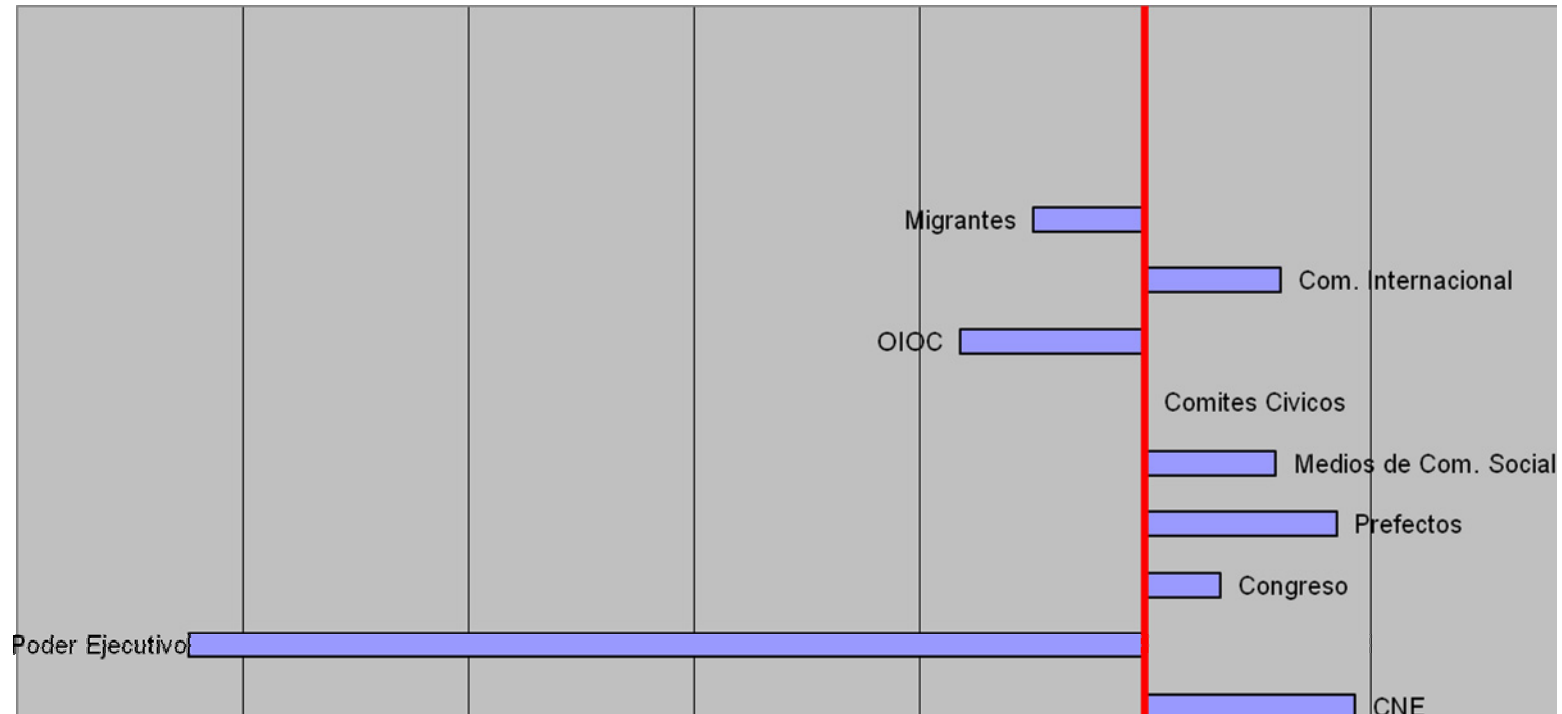 Migrantes
Com. Internacional
OIOC
Comites Civicos
Medios de Com. Social
Prefectos
Congreso
Poder Ejecutivo
CNE